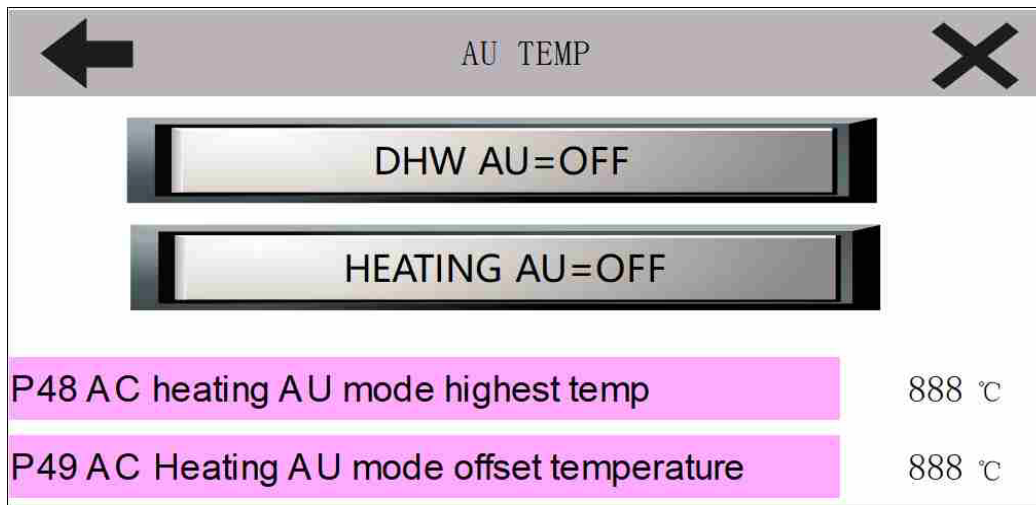 AU TEMP
DHW AU=OFF
HEATING AU=OFF
P48 AC heating AU mode highest temp 888 ℃
P49 AC Heating AU mode offset temperature 888 ℃